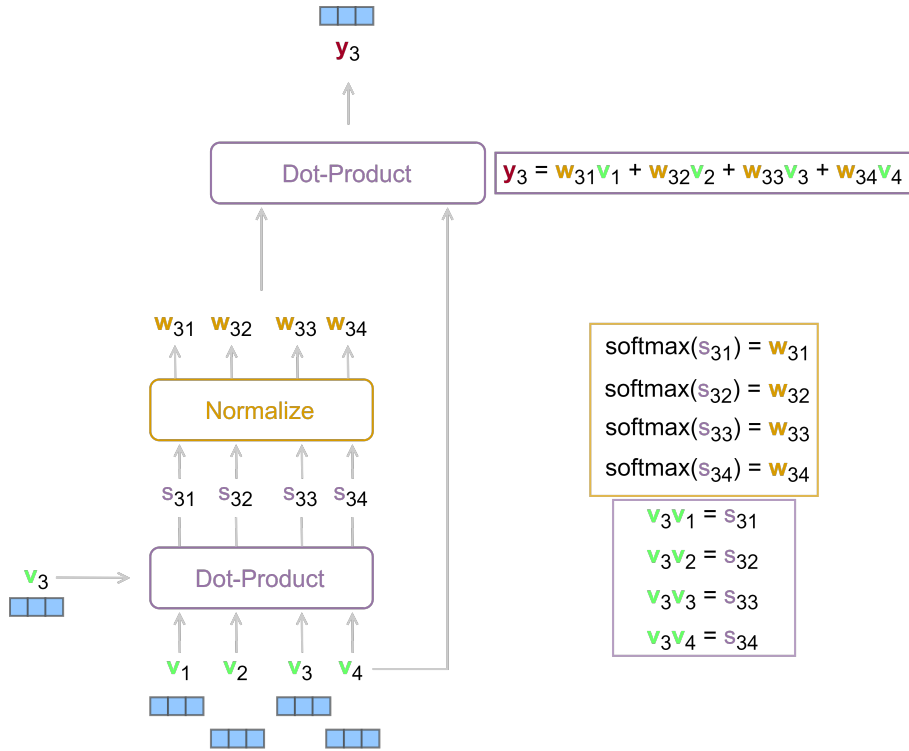 y3
Dot-Product
y3 = w31v1 + w32v2 + w33v3 + w34v4
w31 w32 w33 w34
softmax(s31) = w31
softmax(s32) = w32
softmax(s33) = w33
softmax(s34) = w34
Normalize
s31 s32 s33 s34
v3v1 = s31
v3v2 = s32
v3v3 = s33
v3v4 = s34
v3
Dot-Product
v1 v2 v3 v4